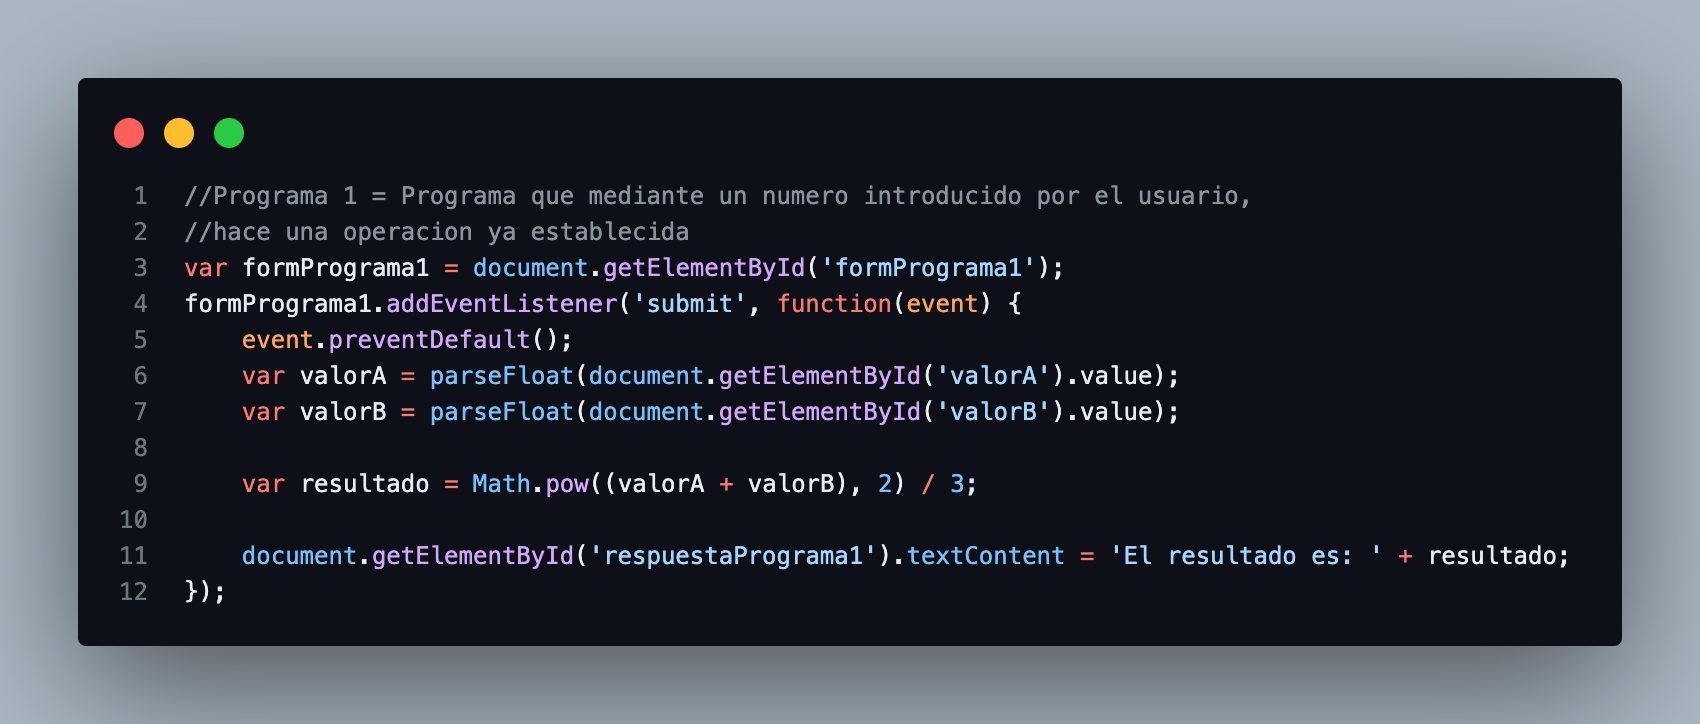 1 //Programa 1 = Programa que mediante un numero introducido por el usuario,
2 //hace una operacion ya establecida
3 var formPrograma1 = document.getElementById('formPrograma1');
4 formPrograma1.addEventListener('submit', function(event) {
5     event.preventDefault();
6     var valorA = parseFloat(document.getElementById('valorA').value);
7     var valorB = parseFloat(document.getElementById('valorB').value);
8
9     var resultado = Math.pow((valorA + valorB), 2) / 3;
10
11     document.getElementById('respuestaPrograma1').textContent = 'El resultado es: ' + resultado;
12 });